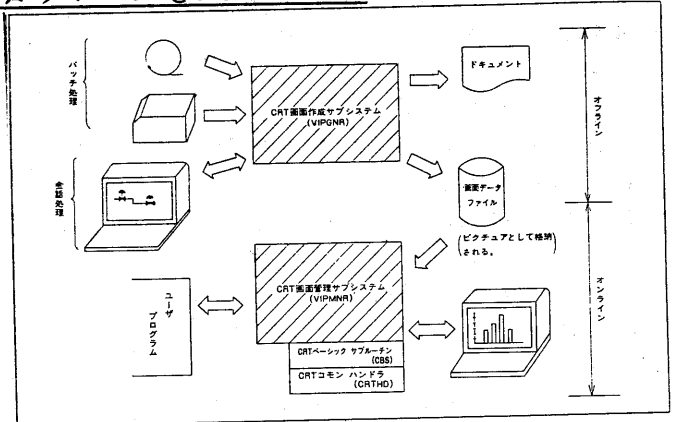 バッチ処理
会話処理
CRT画面作成サブシステム
(VIPGNR)
ドキュメント
画面データ
ファイル
(ピクチュアとして格納
される。)
オフライン
CRT画面管理サブシステム
(VIPMNR)
ユーザ
プログラム
CRTベーシック サブルーチン
(CBS)
CRTコモン ハンドラ
(CRTHD)
オンライン